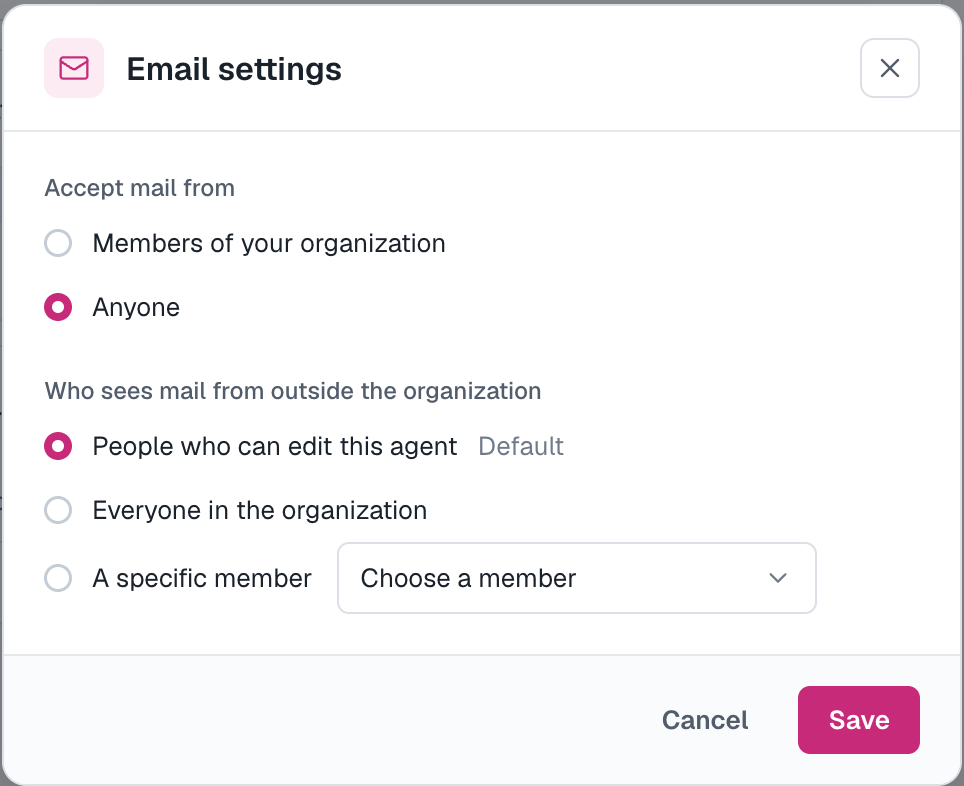 Email settings
Accept mail from
Members of your organization
Anyone
Who sees mail from outside the organization
People who can edit this agent Default
Everyone in the organization
A specific member Choose a member
Cancel Save